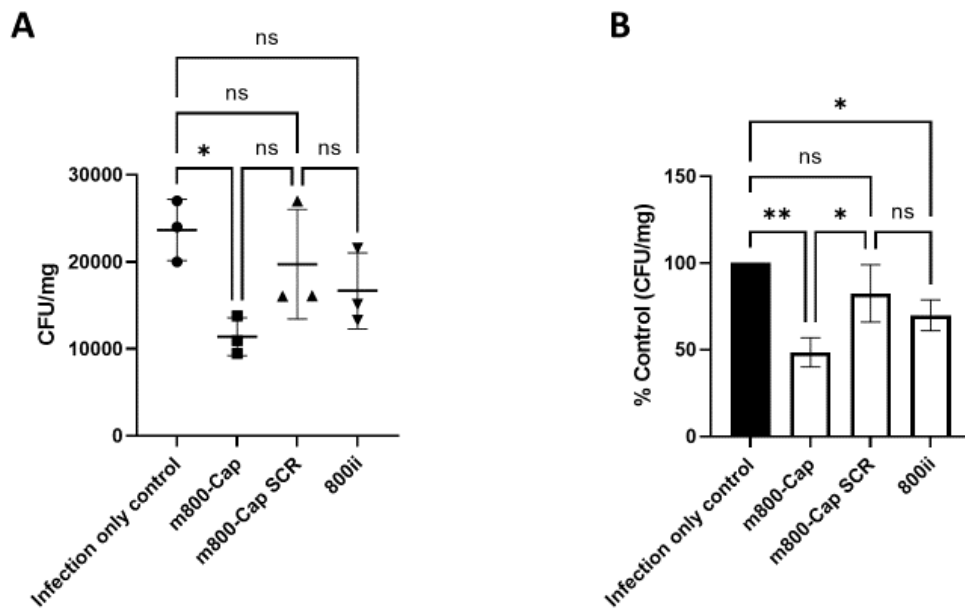 A
ns
ns
*
ns
ns
30000
20000
10000
0
CFU/mg
Infection only control
m800-Cap
m800-Cap SCR
800ii
B
*
ns
**
*
ns
150
100
50
0
% Control (CFU/mg)
Infection only control
m800-Cap
m800-Cap SCR
800ii